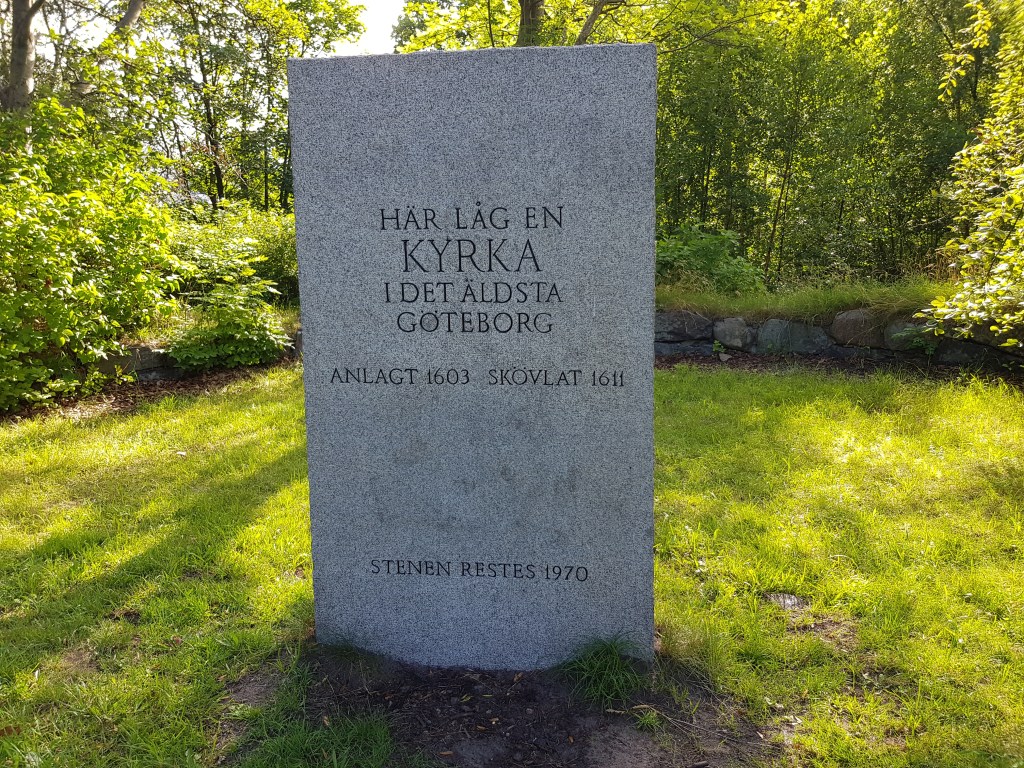 HÄR LÅG EN
KYRKA
I DET ÄLDSTA
GÖTEBORG
ANLAGT 1603 SKÖVLAT 1611
STENEN RESTES 1970